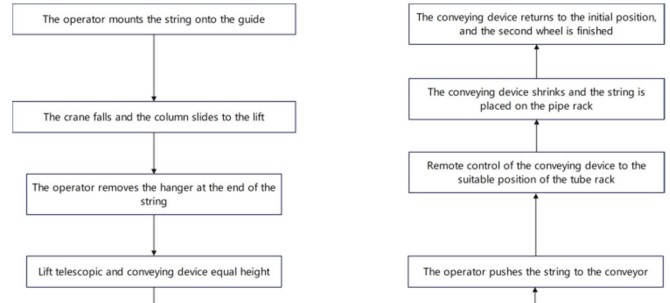 The operator mounts the string onto the guide
The crane falls and the column slides to the lift
The operator removes the hanger at the end of the
string
Lift telescopic and conveying device equal height
The conveying device returns to the initial position,
and the second wheel is finished
The conveying device shrinks and the string is
placed on the pipe rack
Remote control of the conveying device to the
suitable position of the tube rack
The operator pushes the string to the conveyor